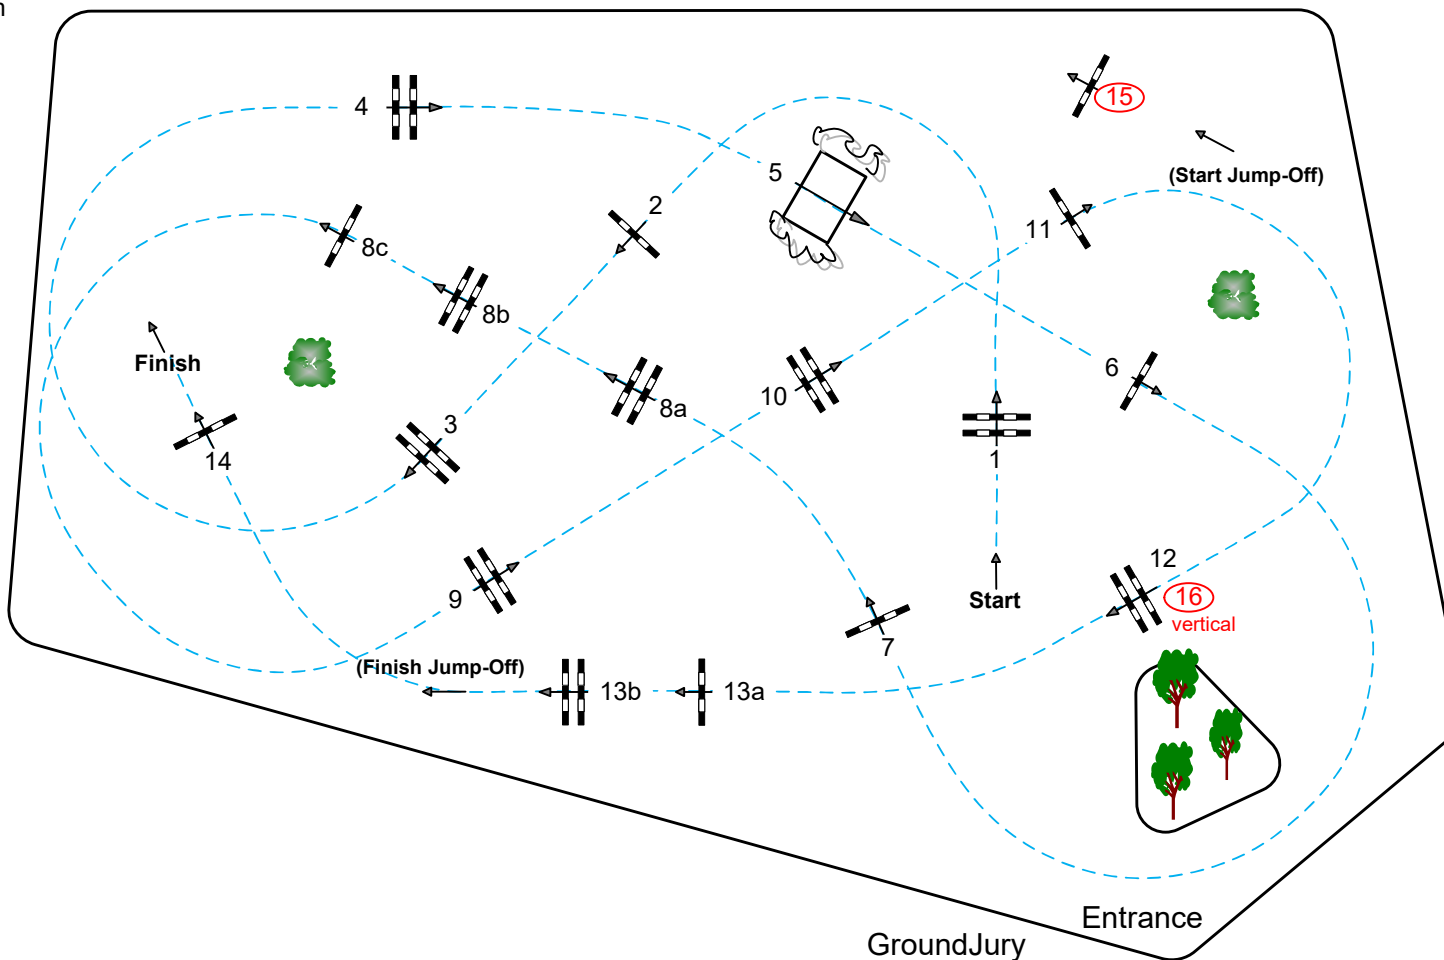 4
15
5
(Start Jump-Off)
2
11
8c
8b
Finish
6
10
8a
3
14
1
12
9
Start
16
vertical
7
(Finish Jump-Off)
13b
13a
Entrance
GroundJury